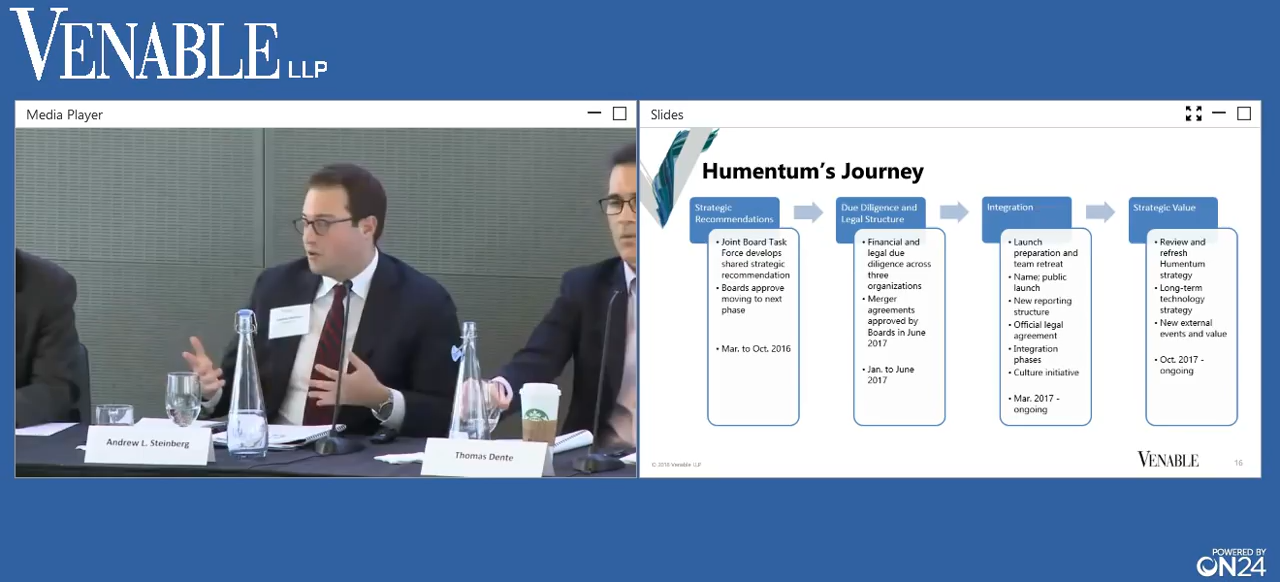 VENABLE LLP
Media Player
Andrew L. Steinberg
Thomas Dente
Slides
Humentum's Journey
Strategic
Recommendations
• Joint Board Task
Force develops
shared strategic
recommendation
• Boards approve
moving to next
phase
• Mar. to Oct. 2016
Due Diligence and
Legal Structure
• Financial and
legal due
diligence across
three
organizations
• Merger
agreements
approved by
Boards in June
2017
• Jan. to June
2017
Integration
• Launch
preparation and
team retreat
• Name; public
launch
• New reporting
structure
• Official legal
agreement
• Integration
phases
• Culture initiative
• Mar. 2017 -
ongoing
Strategic Value
• Review and
refresh
Humentum
strategy
• Long-term
technology
strategy
• New external
events and value
• Oct. 2017 -
ongoing
© 2018 Venable LLP
VENABLE
16
POWERED BY
ON24